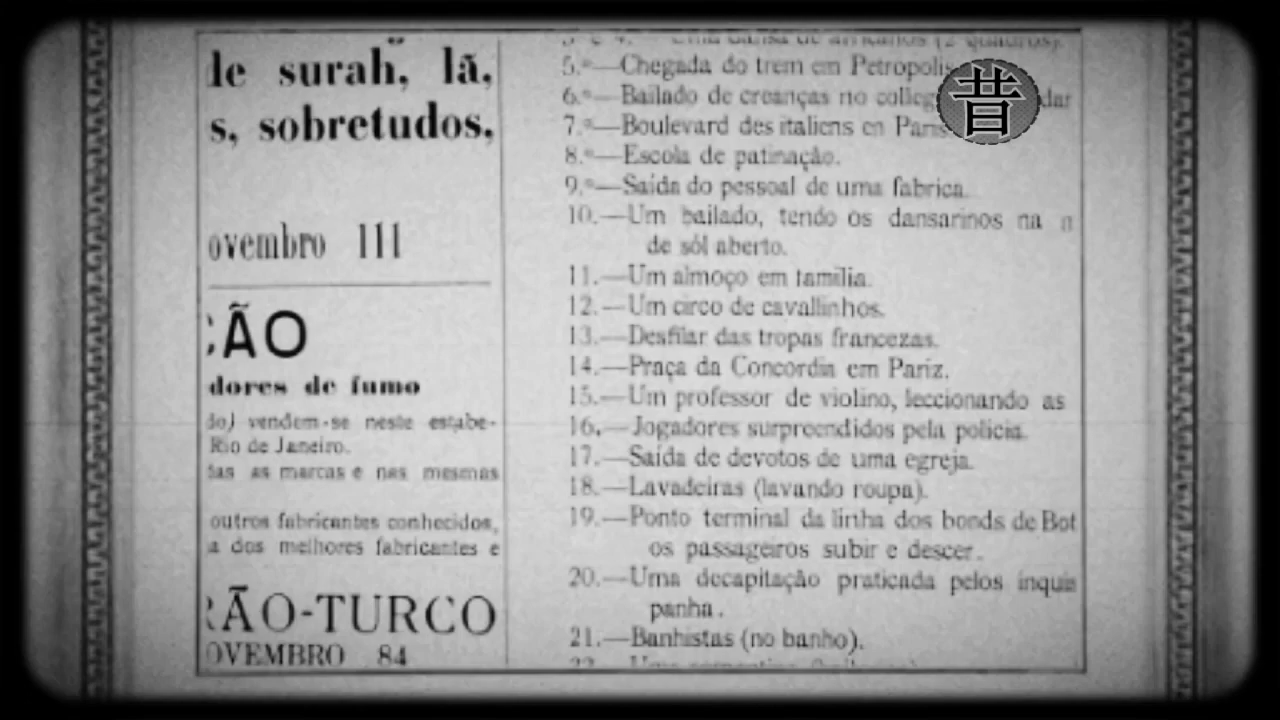 le surah, lã,
s, sobretudos,
ovembro 111
ÇÃO
dores de fumo
do) vendem-se neste estabe-
Rio de Janeiro.
das as marcas e nas mesmas
outros fabricantes conhecidos,
a dos melhores fabricantes e
RÃO-TURCO
OVEMBRO 84
5.ª—Chegada do trem em Petropolis
6.ª—Bailado de creanças no colleg dar
7.ª—Boulevard des italiens en Paris
8.ª—Escola de patinação.
9.ª—Saída do pessoal de uma fabrica.
10.—Um bailado, tendo os dansarinos na
de sól aberto.
11.—Um almoço em familia.
12.—Um circo de cavallinhos.
13.—Desfilar das tropas francezas.
14.—Praça da Concordia em Pariz.
15.—Um professor de violino, leccionando as
16.—Jogadores surpreendidos pela policia.
17.—Saída de devotos de uma egreja.
18.—Lavadeiras (lavando roupa).
19.—Ponto terminal da linha dos bonds de Bot
os passageiros subir e descer.
20.—Uma decapitação praticada pelos inquis
panha.
21.—Banhistas (no banho).
昔